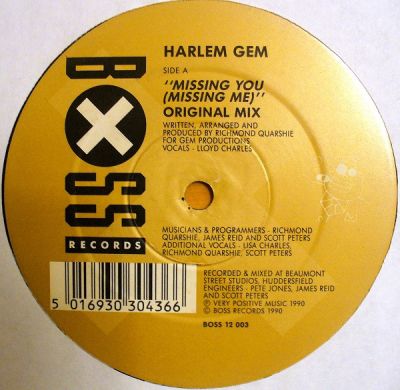 BOSS
RECORDS
HARLEM GEM
SIDE A
''MISSING YOU
(MISSING ME)''
ORIGINAL MIX
WRITTEN, ARRANGED AND
PRODUCED BY RICHMOND QUARSHIE
FOR GEM PRODUCTIONS
VOCALS - LLOYD CHARLES
MUSICIANS & PROGRAMMERS - RICHMOND
QUARSHIE, JAMES REID AND SCOTT PETERS
ADDITIONAL VOCALS - LISA CHARLES,
RICHMOND QUARSHIE, SCOTT PETERS
5 016930 304366
RECORDED & MIXED AT BEAUMONT
STREET STUDIOS, HUDDERSFIELD
ENGINEERS - PETE JONES, JAMES REID
AND SCOTT PETERS
Ⓟ VERY POSITIVE MUSIC 1990
© BOSS RECORDS 1990
BOSS 12 003